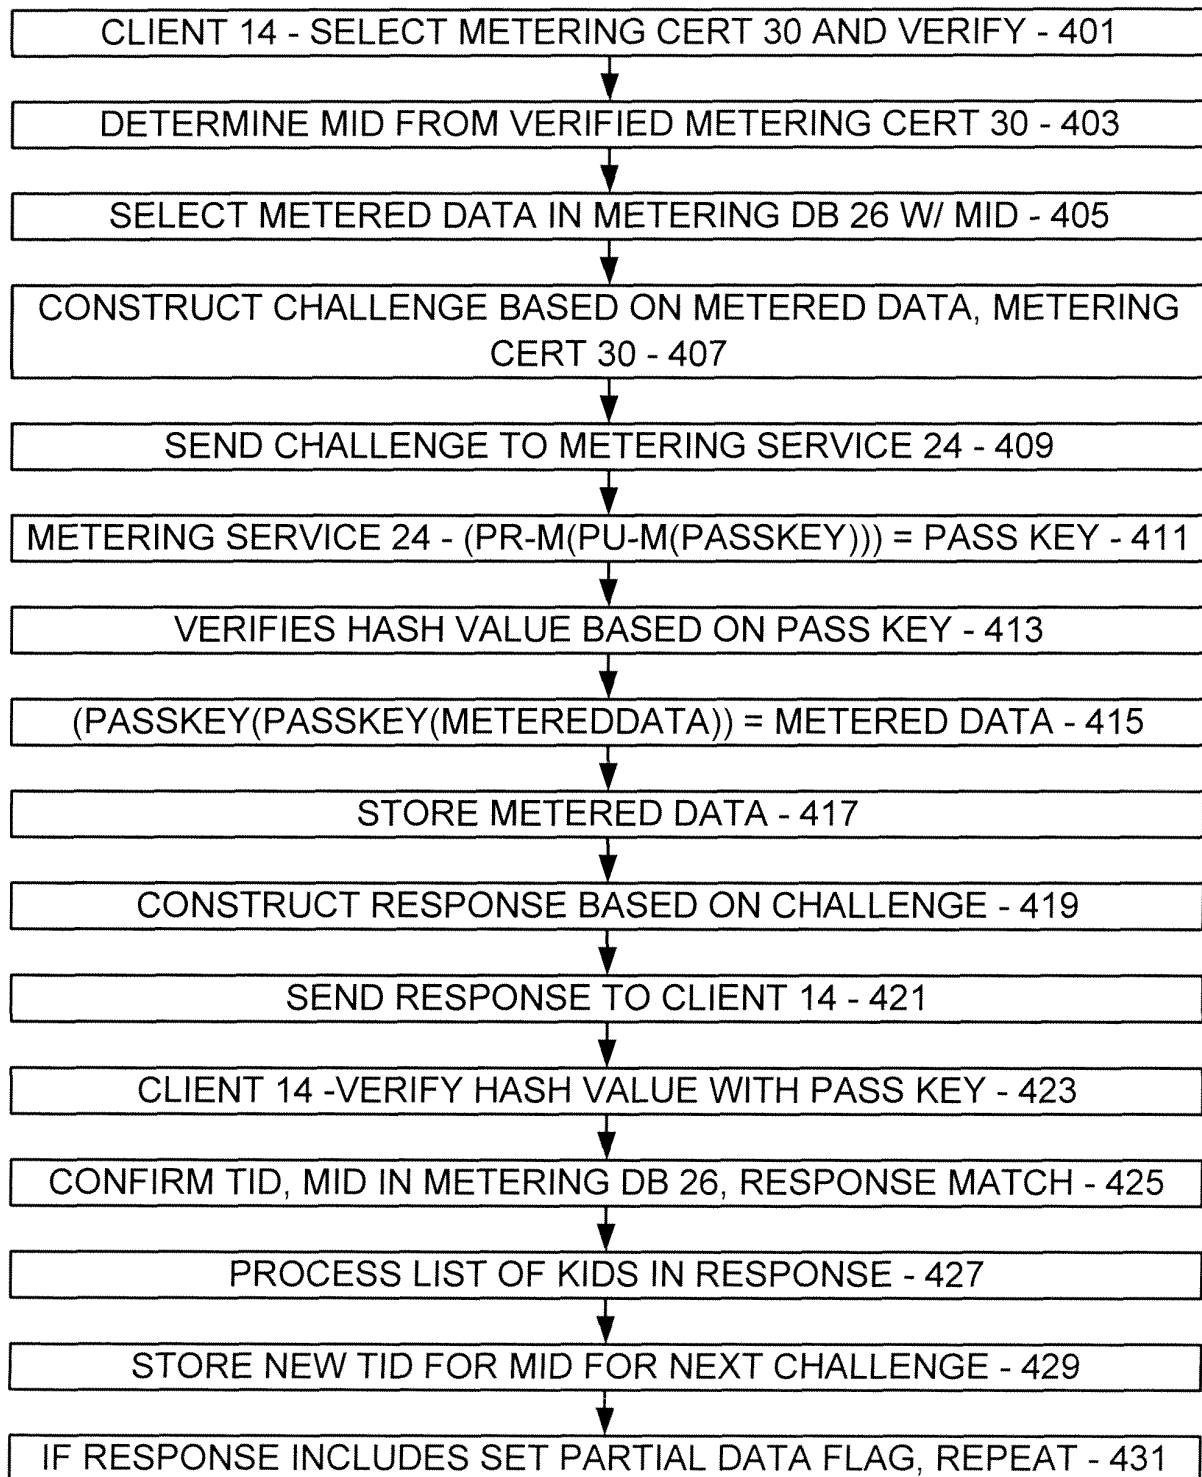 CLIENT 14 - SELECT METERING CERT 30 AND VERIFY - 401
DETERMINE MID FROM VERIFIED METERING CERT 30 - 403
SELECT METERED DATA IN METERING DB 26 W/ MID - 405
CONSTRUCT CHALLENGE BASED ON METERED DATA, METERING
CERT 30 - 407
SEND CHALLENGE TO METERING SERVICE 24 - 409
METERING SERVICE 24 - (PR-M(PU-M(PASSKEY))) = PASS KEY - 411
VERIFIES HASH VALUE BASED ON PASS KEY - 413
(PASSKEY(PASSKEY(METEREDDATA)) = METERED DATA - 415
STORE METERED DATA - 417
CONSTRUCT RESPONSE BASED ON CHALLENGE - 419
SEND RESPONSE TO CLIENT 14 - 421
CLIENT 14 -VERIFY HASH VALUE WITH PASS KEY - 423
CONFIRM TID, MID IN METERING DB 26, RESPONSE MATCH - 425
PROCESS LIST OF KIDS IN RESPONSE - 427
STORE NEW TID FOR MID FOR NEXT CHALLENGE - 429
IF RESPONSE INCLUDES SET PARTIAL DATA FLAG, REPEAT - 431